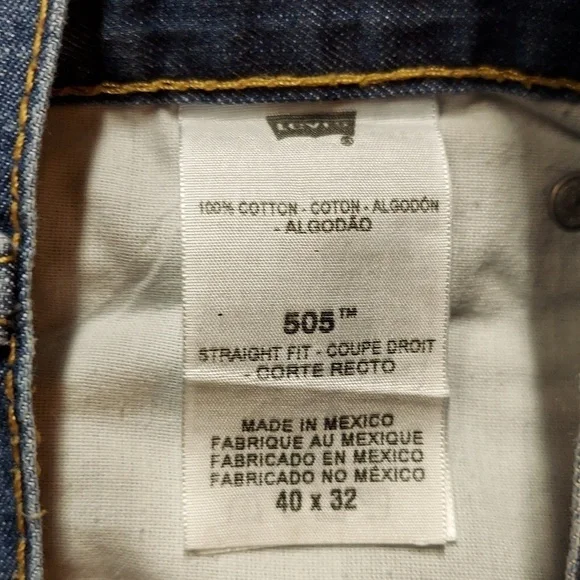 Levi's
®
100% COTTON - COTON - ALGODÓN
- ALGODÃO
505™
STRAIGHT FIT - COUPE DROIT
- CORTE RECTO
MADE IN MEXICO
FABRIQUE AU MEXIQUE
FABRICADO EN MEXICO
FABRICADO NO MÉXICO
40 x 32